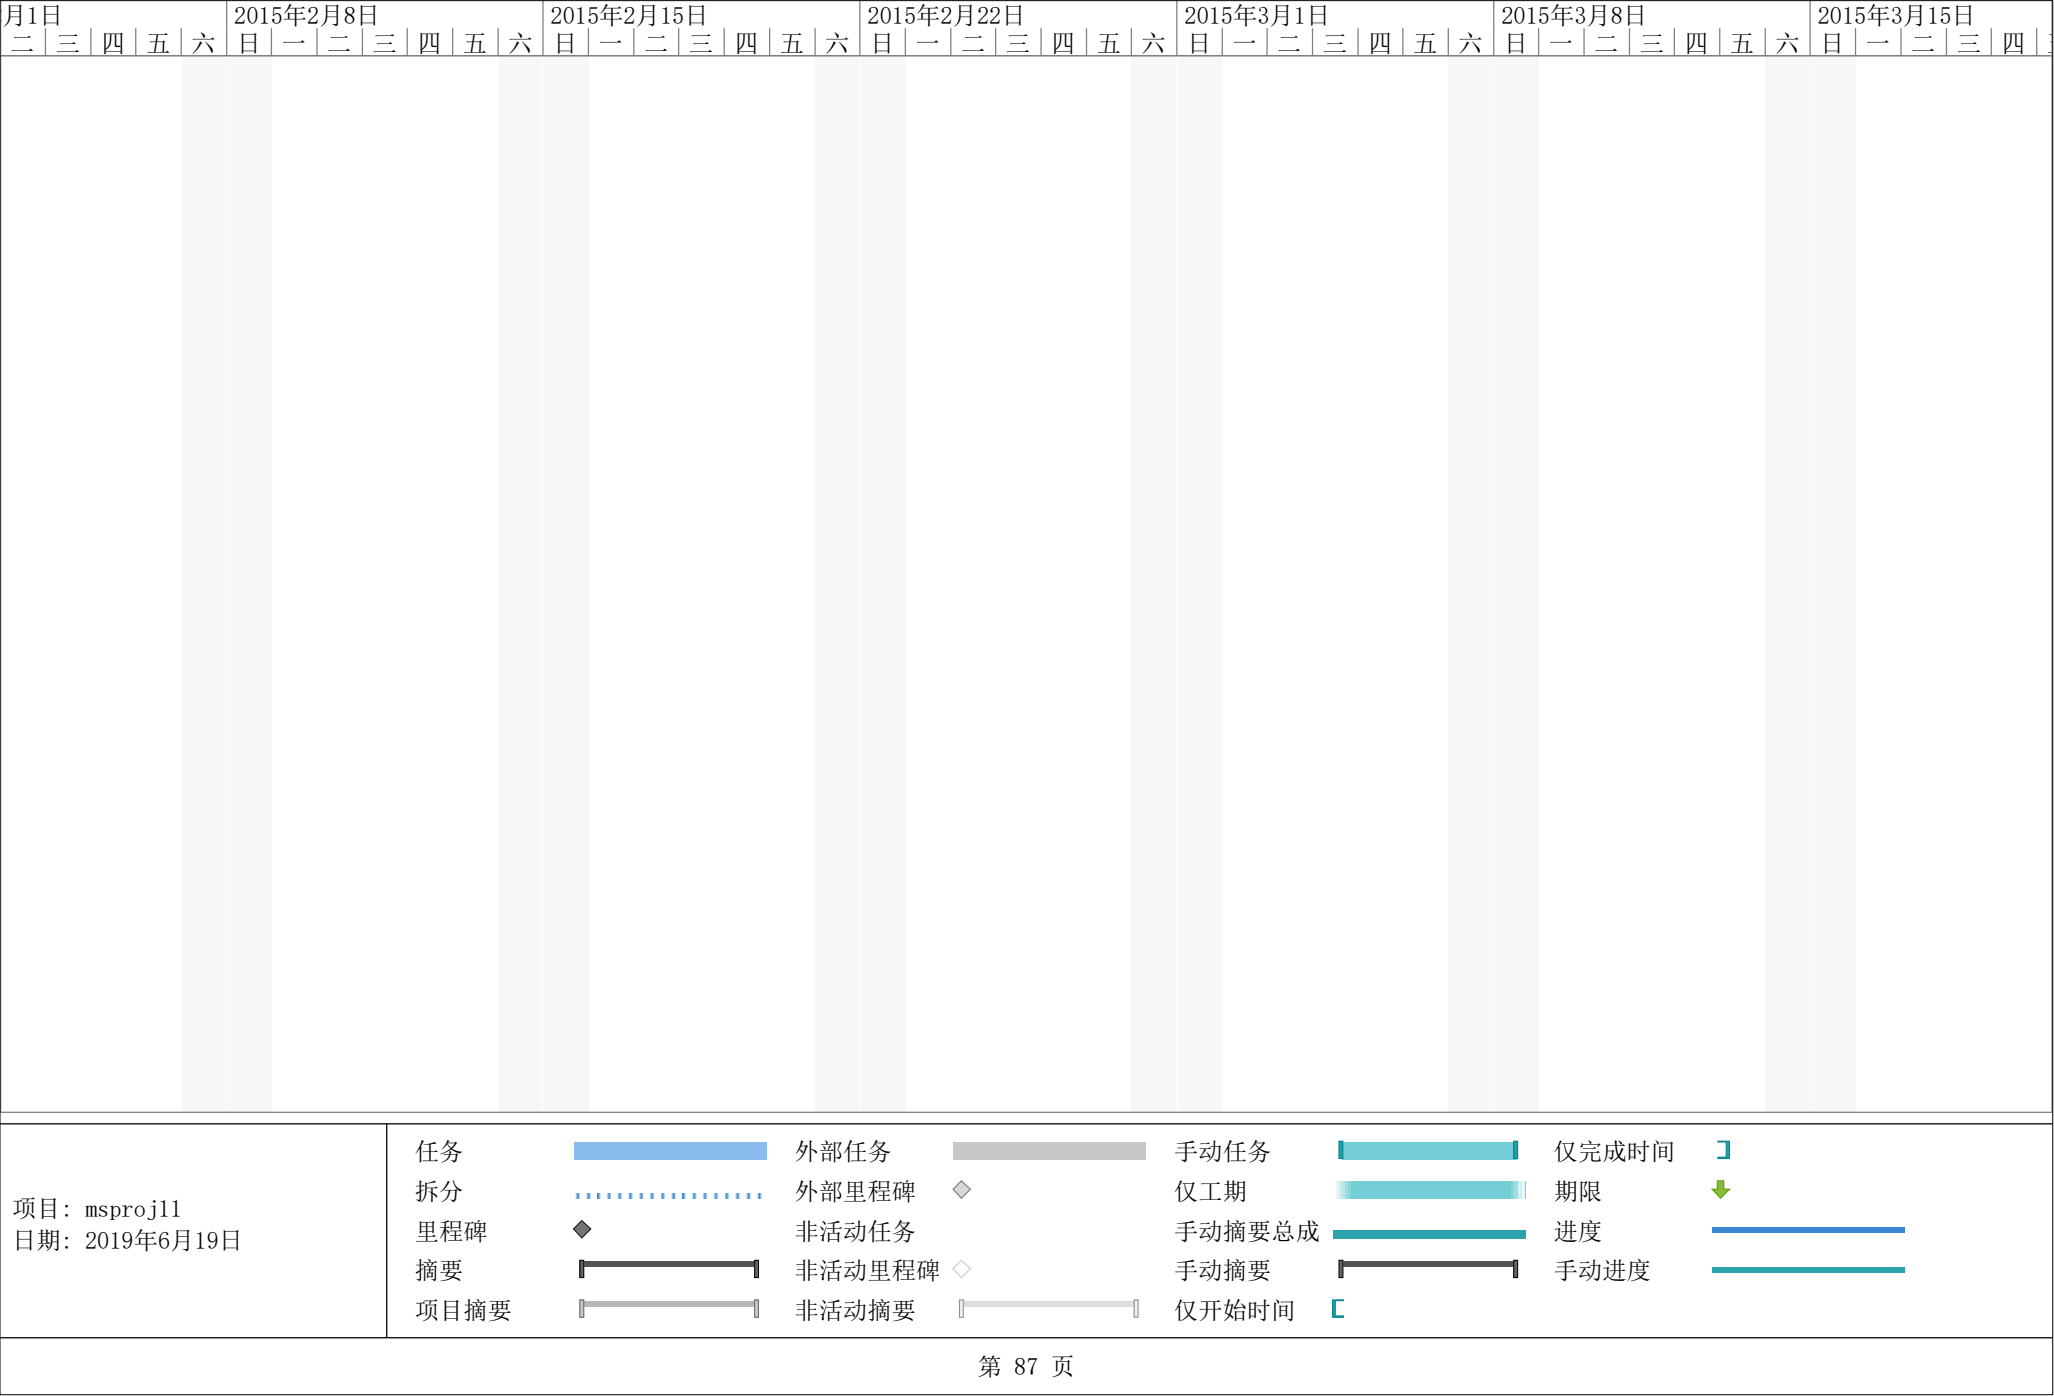 月1日 2015年2月8日 2015年2月15日 2015年2月22日 2015年3月1日 2015年3月8日 2015年3月15日
二 三 四 五 六 日 一 二 三 四 五 六 日 一 二 三 四 五 六 日 一 二 三 四 五 六 日 一 二 三 四 五 六 日 一 二 三 四 五 六 日 一 二 三 四
项目: msproj11
日期: 2019年6月19日
任务 外部任务 手动任务 仅完成时间
拆分 外部里程碑 仅工期 期限
里程碑 非活动任务 手动摘要总成 进度
摘要 非活动里程碑 手动摘要 手动进度
项目摘要 非活动摘要 仅开始时间
第 87 页